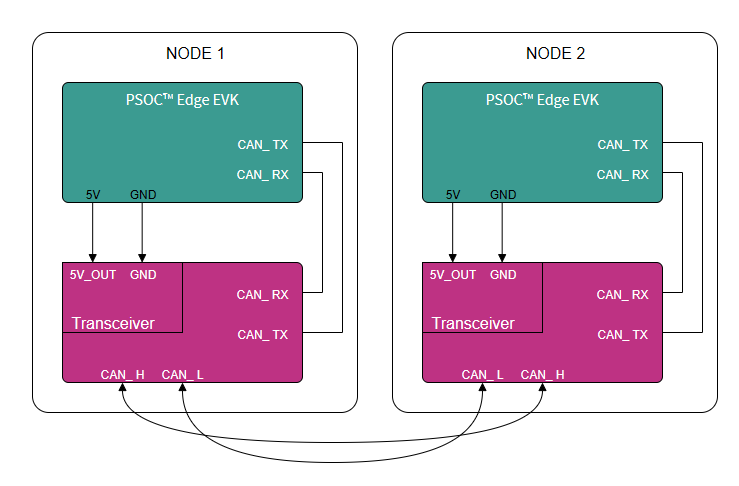 NODE 1
PSOC™ Edge EVK
CAN_ TX
CAN_ RX
5V GND
5V_OUT GND
CAN_ RX
Transceiver
CAN_ TX
CAN_ H CAN_ L
NODE 2
PSOC™ Edge EVK
CAN_ TX
CAN_ RX
5V GND
5V_OUT GND
CAN_ RX
Transceiver
CAN_ TX
CAN_ L CAN_ H